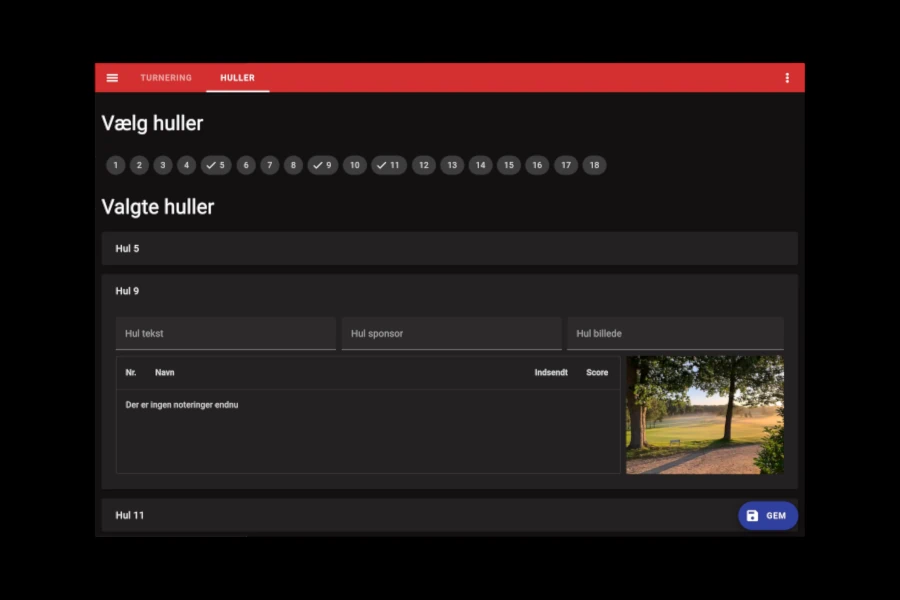 TURNERING HULLER
Vælg huller
1 2 3 4 5 6 7 8 9 10 11 12 13 14 15 16 17 18
Valgte huller
Hul 5
Hul 9
Hul tekst Hul sponsor Hul billede
Nr. Navn Indsendt Score
Der er ingen noteringer endnu
Hul 11
GEM